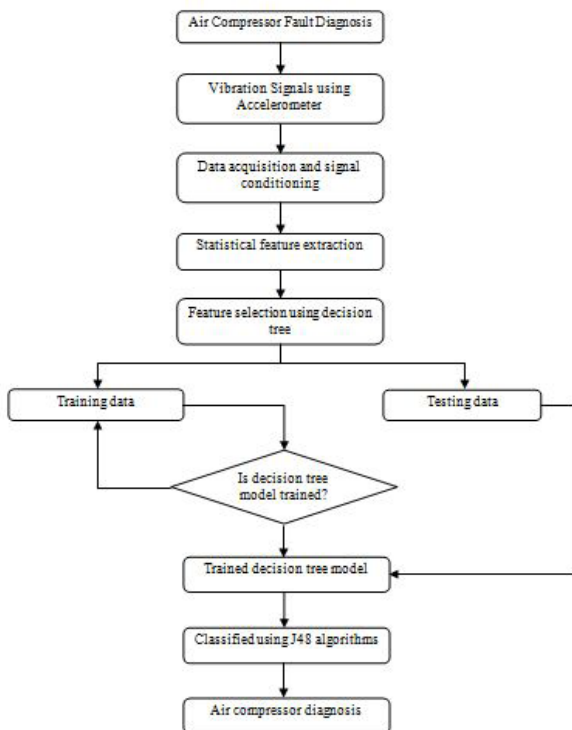 Air Compressor Fault Diagnosis
Vibration Signals using
Accelerometer
Data acquisition and signal
conditioning
Statistical feature extraction
Feature selection using decision
tree
Training data
Testing data
Is decision tree
model trained?
Trained decision tree model
Classified using J48 algorithms
Air compressor diagnosis